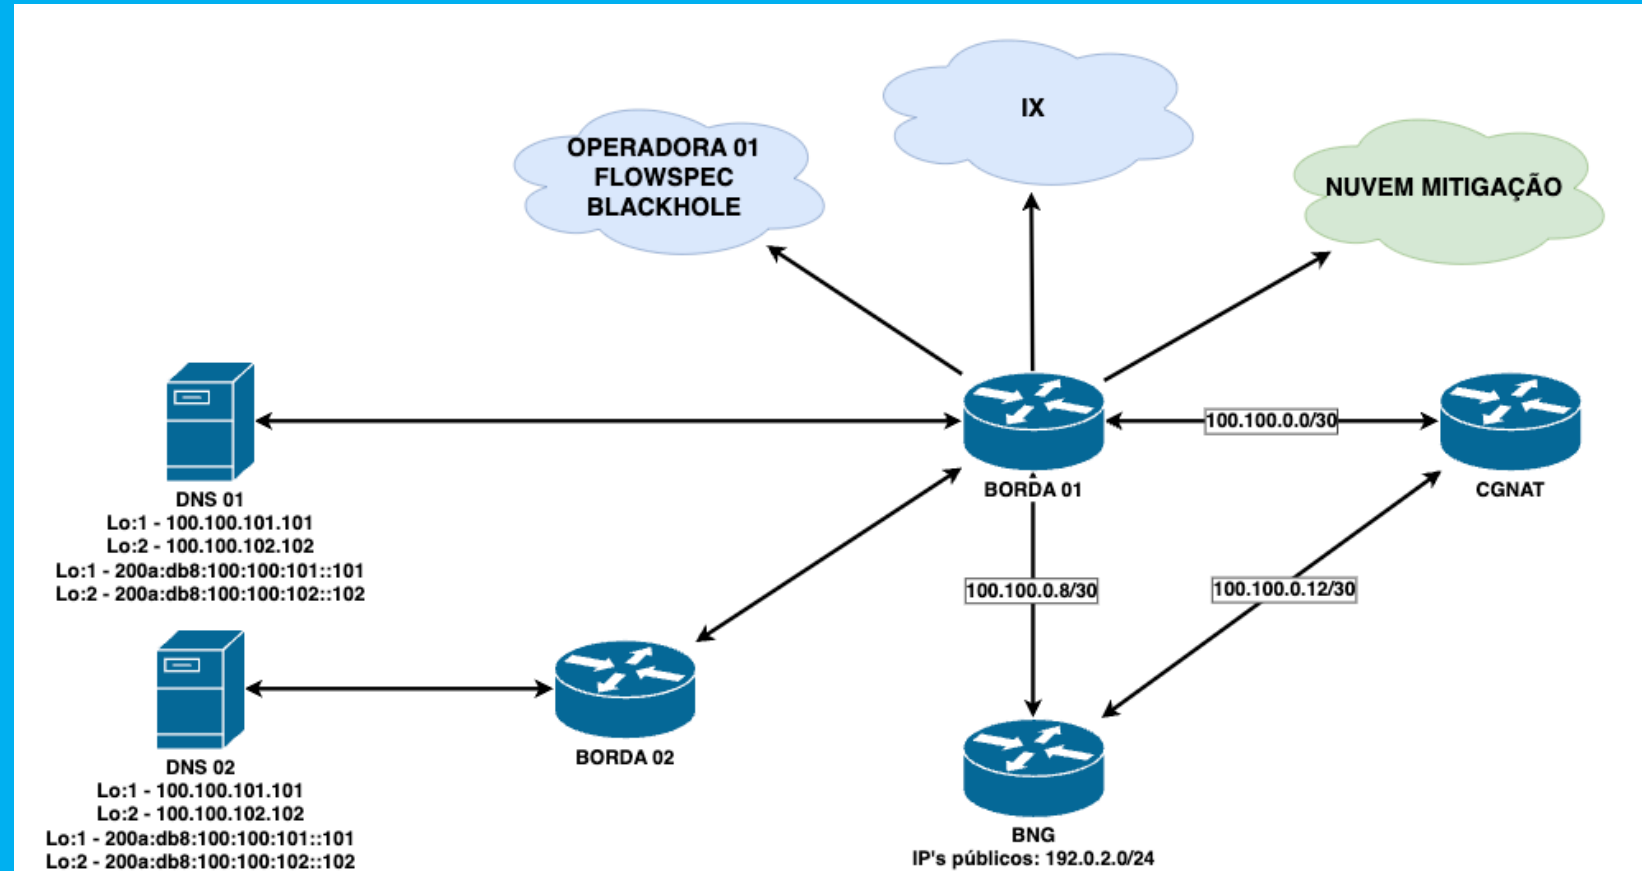 IX
OPERADORA 01
FLOWSPEC
BLACKHOLE
NUVEM MITIGAÇÃO
100.100.0.0/30
BORDA 01
CGNAT
DNS 01
Lo:1 - 100.100.101.101
Lo:2 - 100.100.102.102
Lo:1 - 200a:db8:100:100:101::101
Lo:2 - 200a:db8:100:100:102::102
100.100.0.8/30
100.100.0.12/30
BORDA 02
DNS 02
Lo:1 - 100.100.101.101
Lo:2 - 100.100.102.102
Lo:1 - 200a:db8:100:100:101::101
Lo:2 - 200a:db8:100:100:102::102
BNG
IP's públicos: 192.0.2.0/24